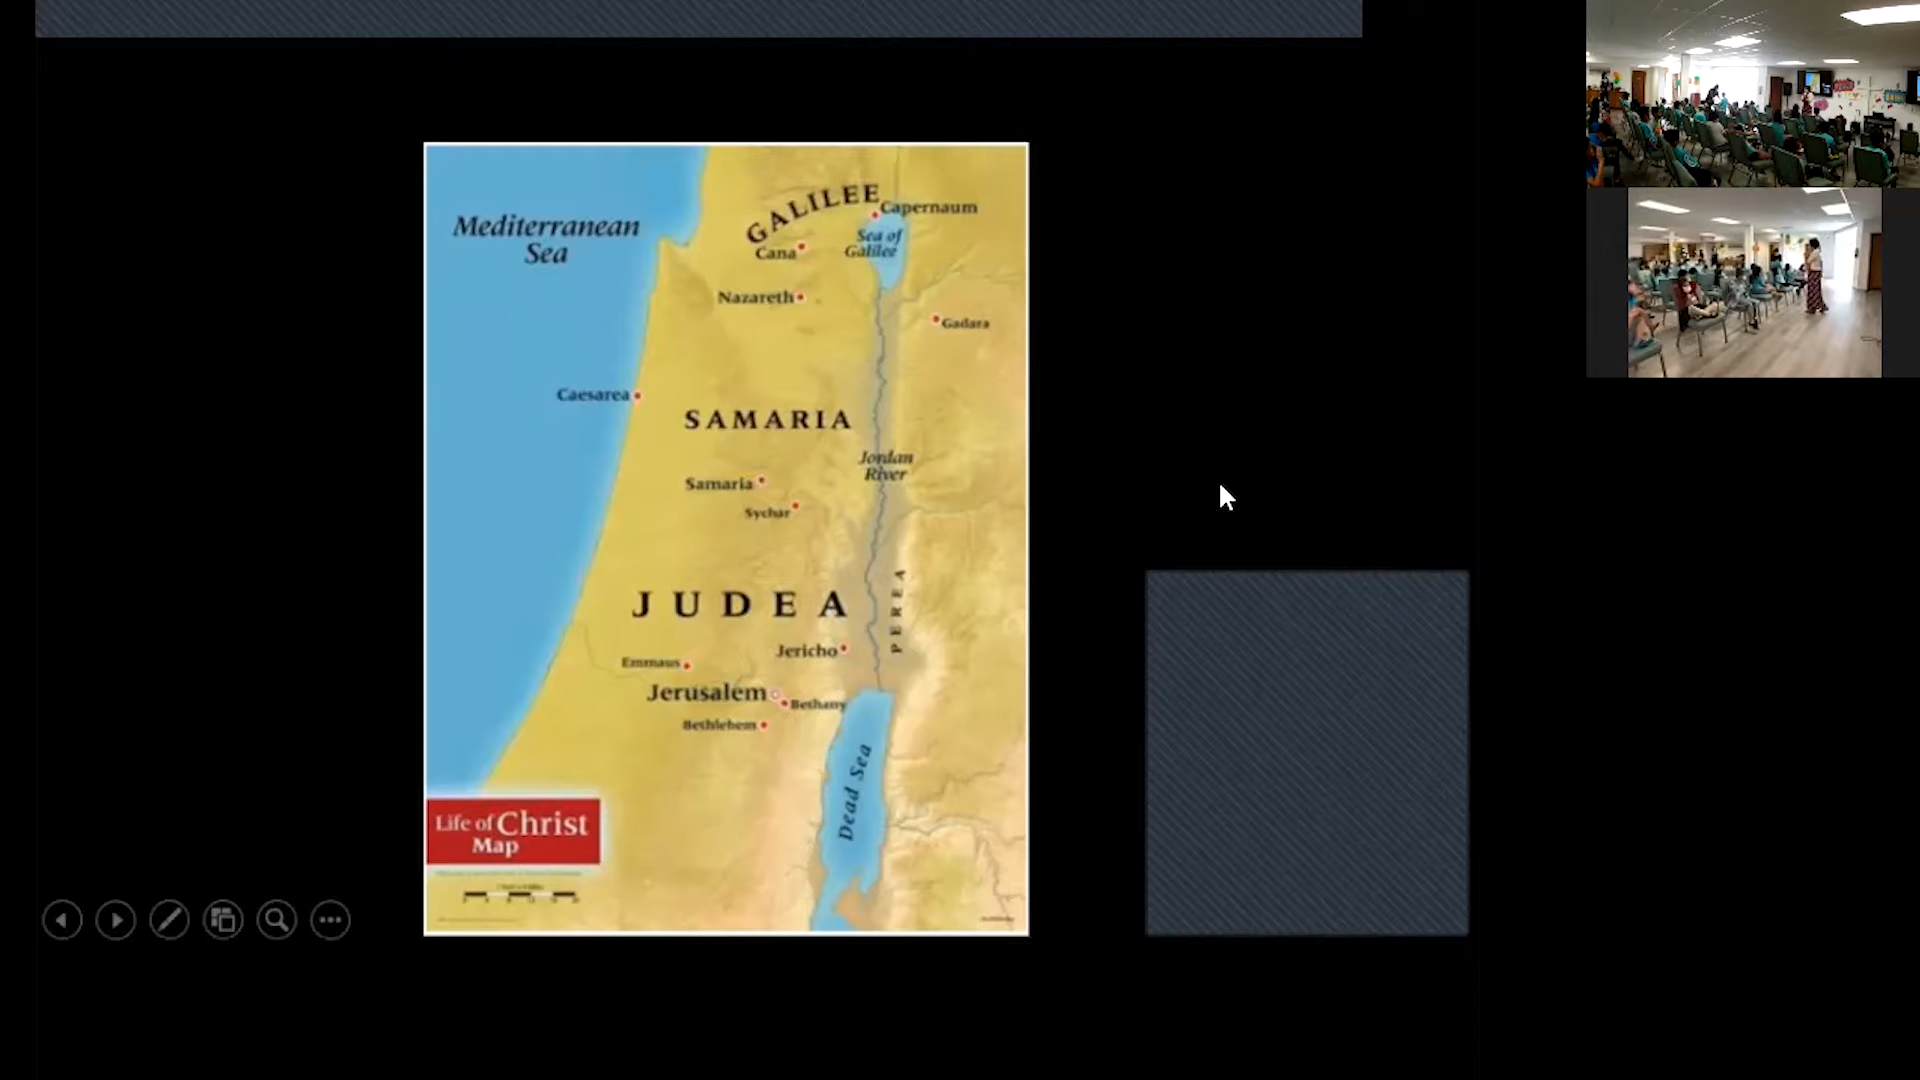 GALILEE
Capernaum
Mediterranean
Sea
Sea of
Galilee
Cana
Nazareth
Gadara
Caesarea
SAMARIA
Jordan
River
Samaria
Sychar
JUDEA
PEREA
Jericho
Emmaus
Jerusalem
Bethany
Bethlehem
Dead Sea
Life of Christ
Map